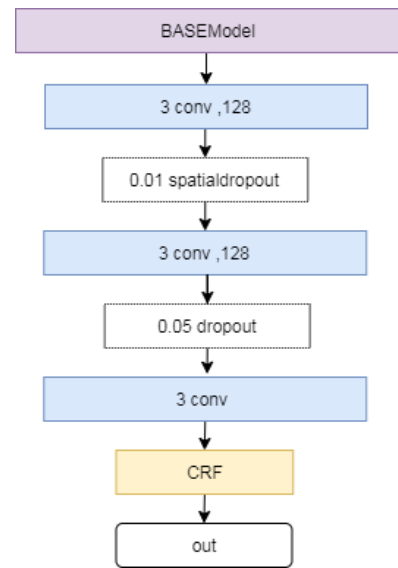 BASEModel
3 conv ,128
0.01 spatialdropout
3 conv ,128
0.05 dropout
3 conv
CRF
out